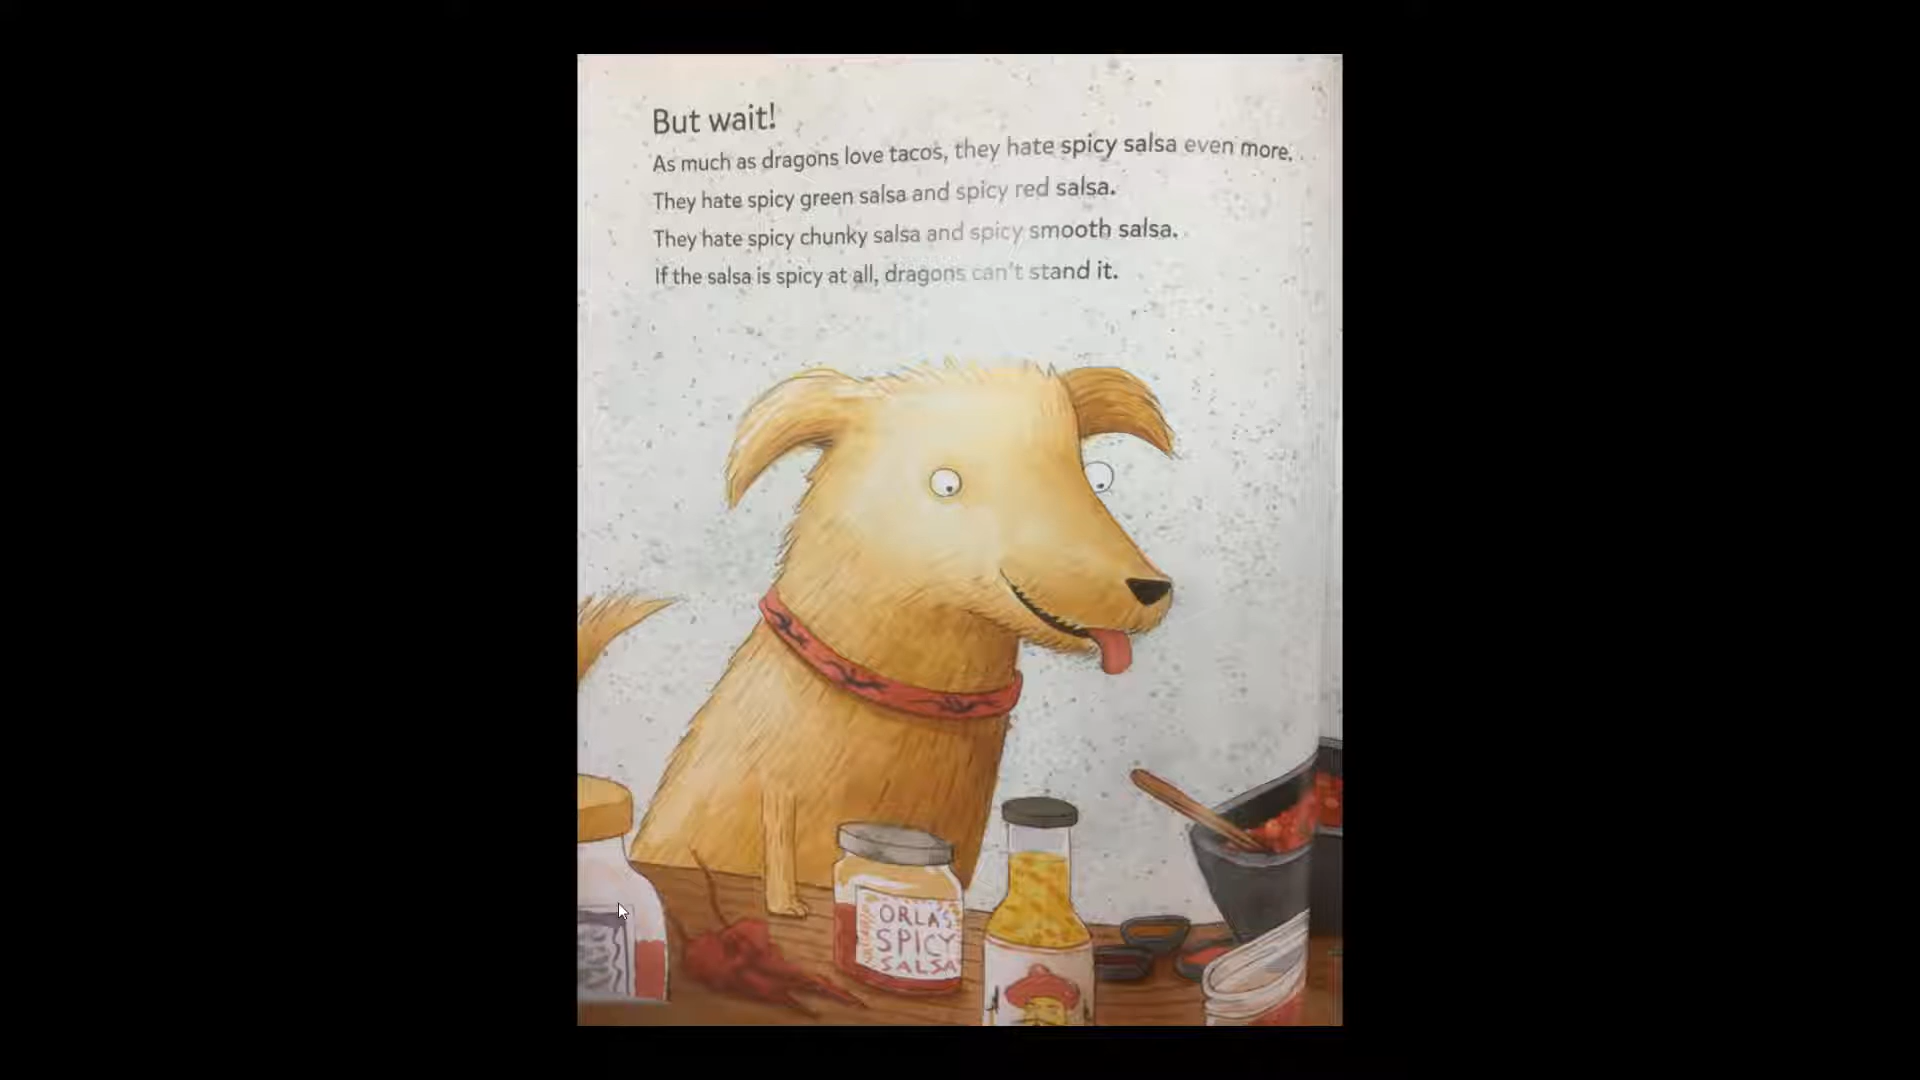 But wait!
As much as dragons love tacos, they hate spicy salsa even more.
They hate spicy green salsa and spicy red salsa.
They hate spicy chunky salsa and spicy smooth salsa.
If the salsa is spicy at all, dragons can't stand it.
ORLA'S
SPICY
SALSA